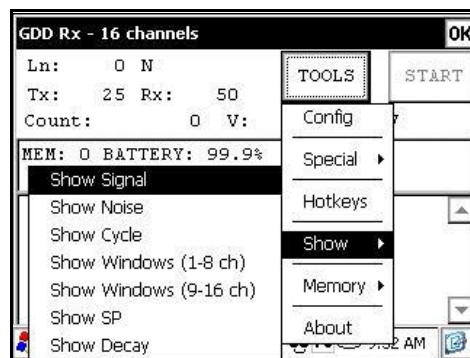 GDD Rx - 16 channels OK
Ln: 0 N
TOOLS START
Tx: 25 Rx: 50
Count: 0 V:
Config
MEM: 0 BATTERY: 99.9%
Special
Show Signal
Hotkeys
Show Noise
Show Cycle
Show
Show Windows (1-8 ch)
Show Windows (9-16 ch)
Memory
Show SP
About
Show Decay
AM